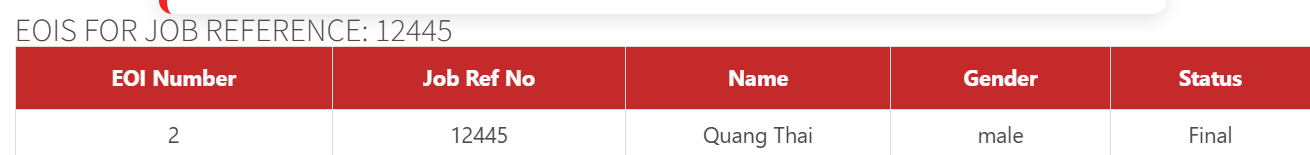 EOIS FOR JOB REFERENCE: 12445
EOI Number Job Ref No Name Gender Status
2 12445 Quang Thai male Final